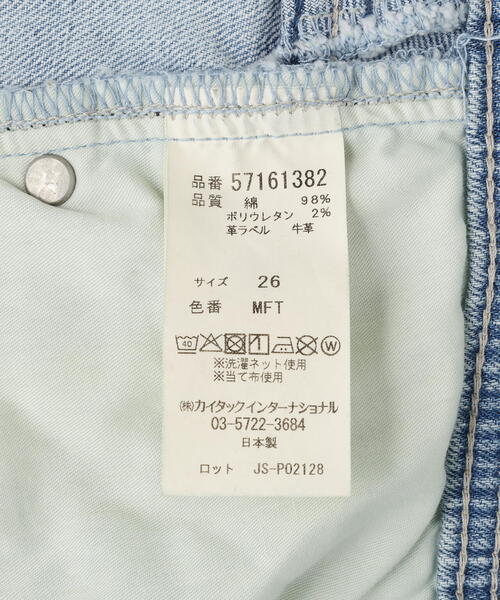 品番 57161382
品質 綿 98%
ポリウレタン 2%
革ラベル 牛革
サイズ 26
色番 MFT
40 W
※洗濯ネット使用
※当て布使用
㈱カイタックインターナショナル
03-5722-3684
日本製
ロット JS-P02128